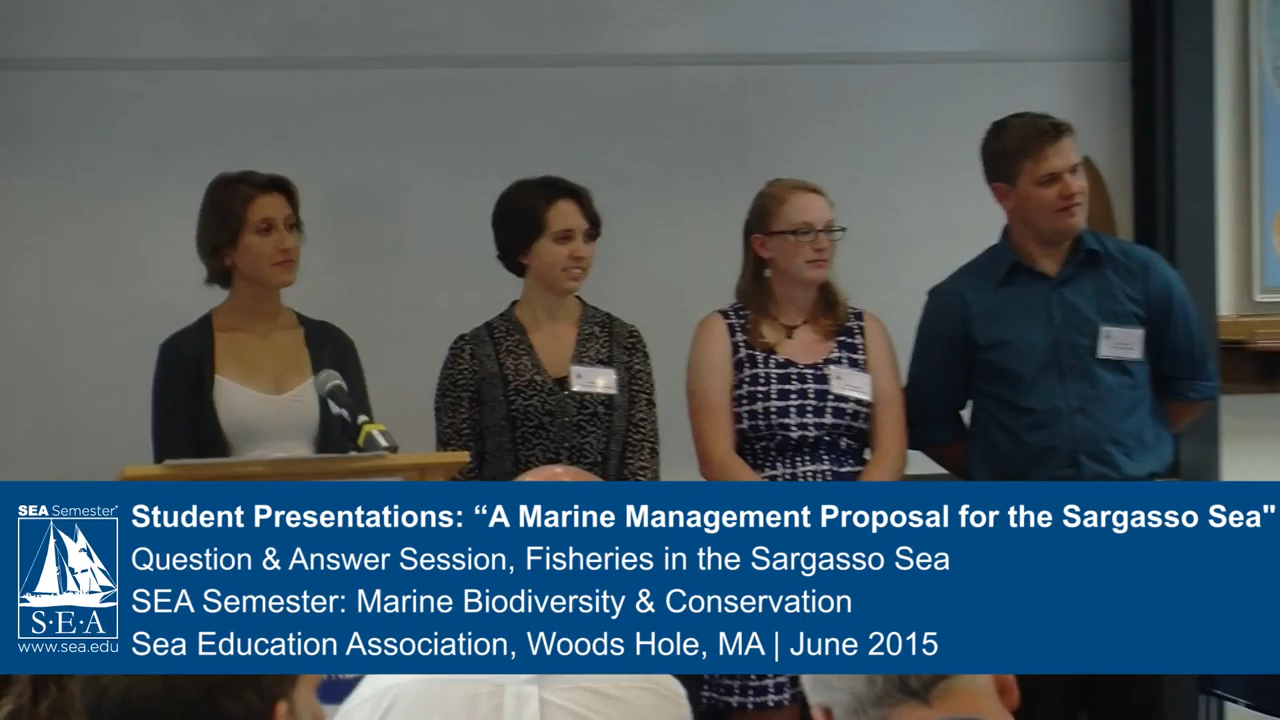 SEA Semester®
Student Presentations: “A Marine Management Proposal for the Sargasso Sea"
Question & Answer Session, Fisheries in the Sargasso Sea
SEA Semester: Marine Biodiversity & Conservation
S·E·A
www.sea.edu
Sea Education Association, Woods Hole, MA | June 2015